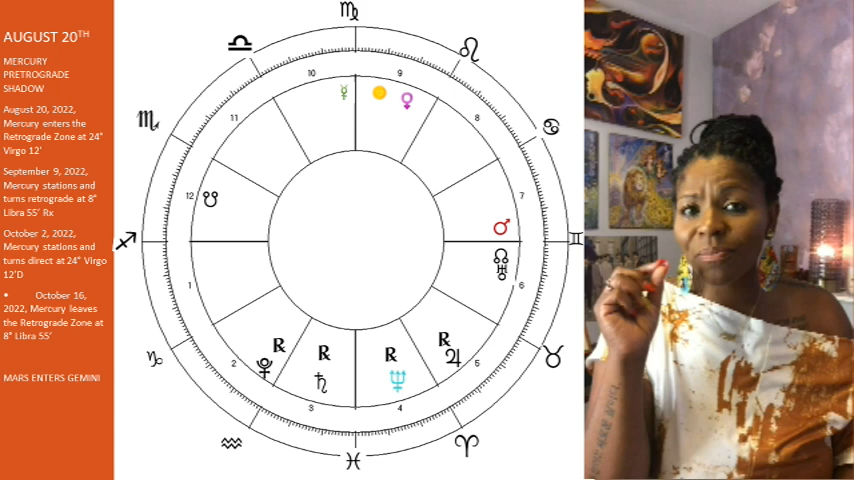 AUGUST 20TH
MERCURY
PRETROGRADE
SHADOW
August 20, 2022,
Mercury enters the
Retrograde Zone at 24°
Virgo 12'
September 9, 2022,
Mercury stations and
turns retrograde at 8°
Libra 55' Rx
October 2, 2022,
Mercury stations and
turns direct at 24° Virgo
12'D
• October 16,
2022, Mercury leaves
the Retrograde Zone at
8° Libra 55'
MARS ENTERS GEMINI
♍
♎ ♌
10 9
☿ ♀
♏ 11 8 ♋
12 ☋ 7
♂
♐ ♊
☊
♅
1 6
℞ ℞ ℞ ℞
♑ 2 ♇ ♄ ♆ ♃ 5 ♉
3 4
♒ ♈
♓